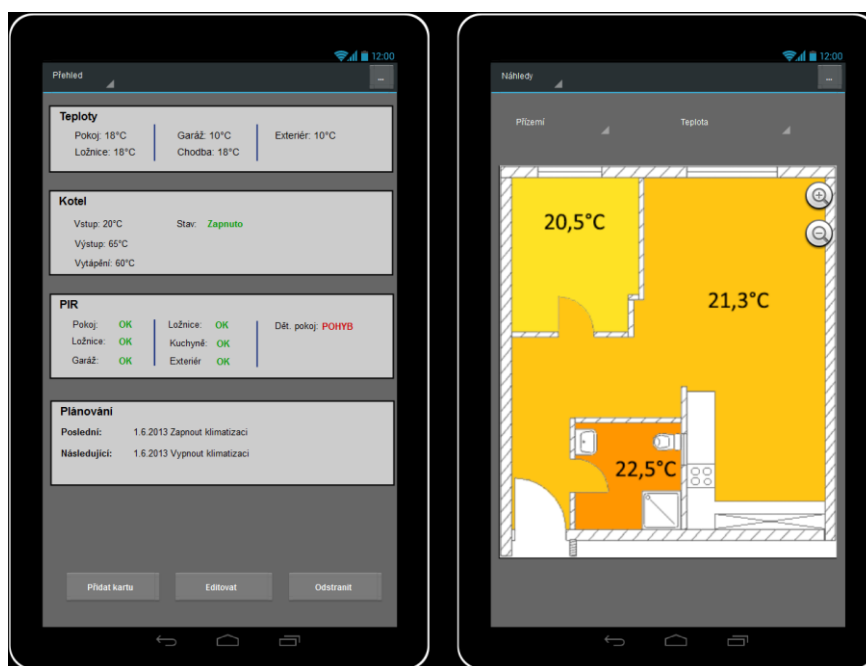 12:00
Přehled
...
Teploty
Pokoj: 18°C Garáž: 10°C Exteriér: 10°C
Ložnice: 18°C Chodba: 18°C
Kotel
Vstup: 20°C Stav: Zapnuto
Výstup: 65°C
Vytápění: 60°C
PIR
Pokoj: OK Ložnice: OK Dět. pokoj: POHYB
Ložnice: OK Kuchyně: OK
Garáž: OK Exteriér OK
Plánování
Poslední: 1.6.2013 Zapnout klimatizaci
Následující: 1.6.2013 Vypnout klimatizaci
Přidat kartu Editovat Odstranit
12:00
Náhledy
...
Přízemí Teplota
20,5°C
21,3°C
22,5°C